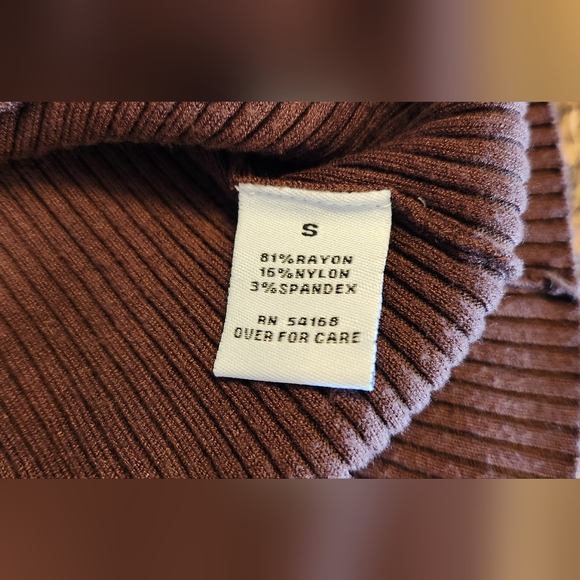 S
81%RAYON
16%NYLON
3%SPANDEX
RN 54168
OVER FOR CARE